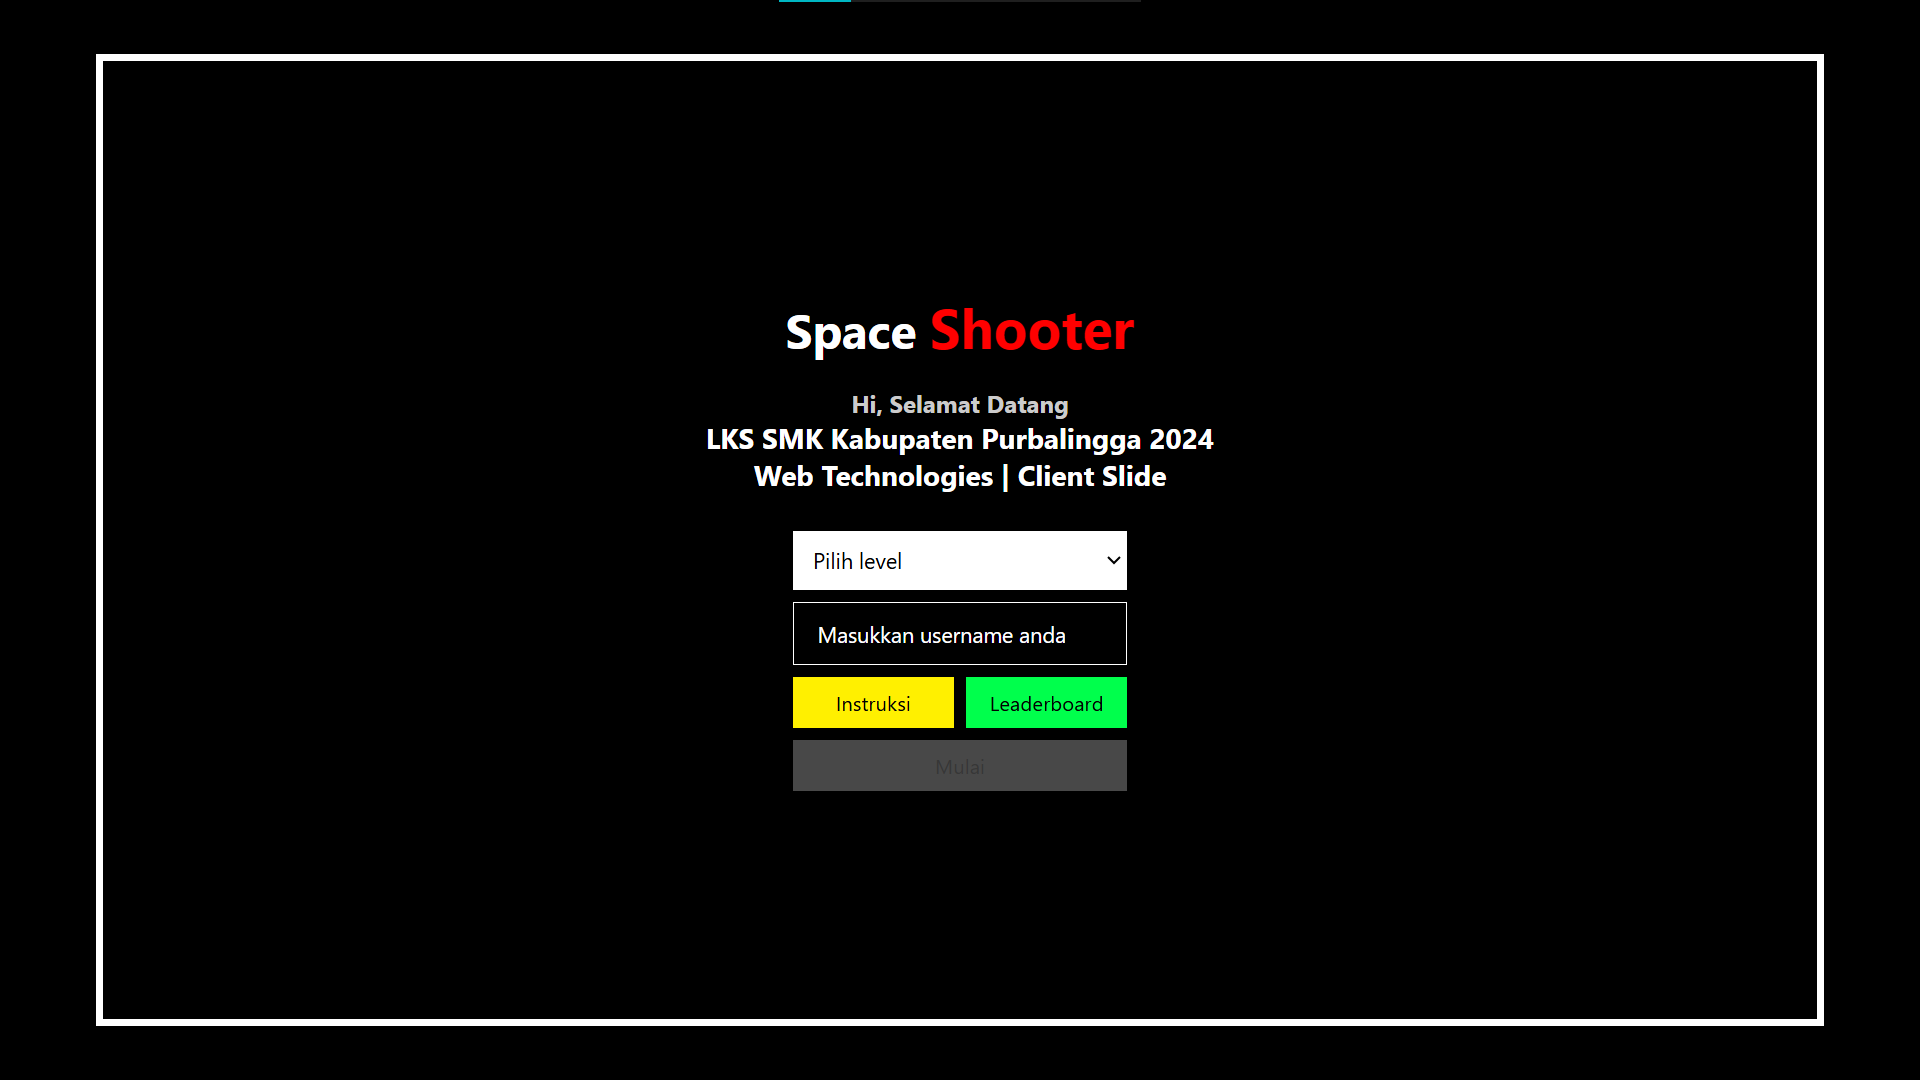 Space Shooter
Hi, Selamat Datang
LKS SMK Kabupaten Purbalingga 2024
Web Technologies | Client Slide
Pilih level
Masukkan username anda
Instruksi Leaderboard
Mulai